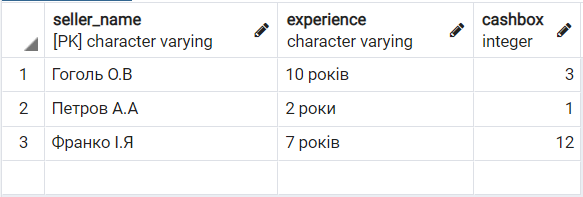 seller_name experience cashbox
[PK] character varying character varying integer
1 Гоголь О.В 10 років 3
2 Петров А.А 2 роки 1
3 Франко І.Я 7 років 12